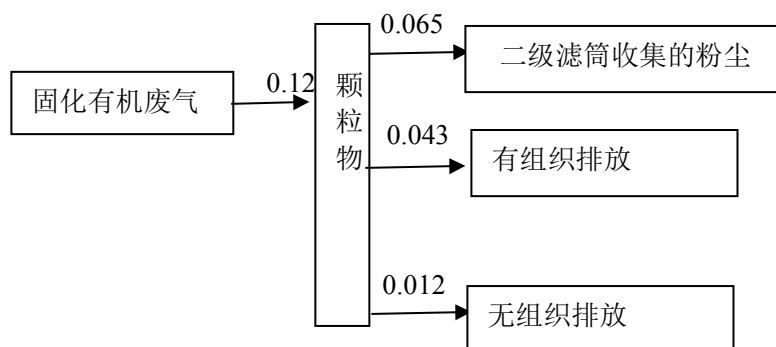 0.065
二级滤筒收集的粉尘
固化有机废气
0.12
颗粒物
0.043
有组织排放
0.012
无组织排放